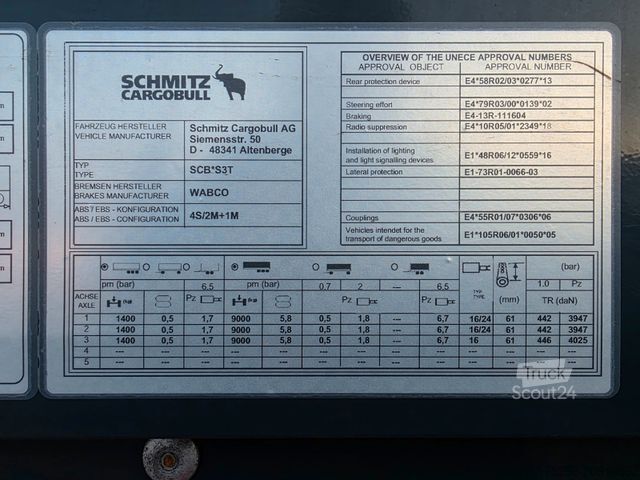 SCHMITZ
CARGOBULL
FAHRZEUG HERSTELLER
VEHICLE MANUFACTURER
Schmitz Cargobull AG
Siemensstr. 50
D - 48341 Altenberge
TYP
TYPE
SCB*S3T
BREMSEN HERSTELLER
BRAKES MANUFACTURER
WABCO
ABS / EBS - KONFIGURATION
ABS / EBS - CONFIGURATION
4S/2M+1M
OVERVIEW OF THE UNECE APPROVAL NUMBERS
APPROVAL OBJECT APPROVAL NUMBER
Rear protection device E4*58R02/03*0277*13
Steering effort E4*79R03/00*0139*02
Braking E4-13R-111604
Radio suppression E4*10R05/01*2349*18
Installation of lighting
and light signalling devices E1*48R06/12*0559*16
Lateral protection E1-73R01-0066-03
Couplings E4*55R01/07*0306*06
Vehicles intended for the
transport of dangerous goods E1*105R06/01*0050*05
pm (bar) 6.5 pm (bar) 0.7 2 --- 6.5 TYP TYPE (mm) (bar) 1.0 Pz
ACHSE
AXLE Pz Pz Pz TR (daN)
1 1400 0,5 1.7 9000 5.8 0.5 1.8 --- 6.7 16/24 61 442 3947
2 1400 0,5 1.7 9000 5.8 0.5 1.8 --- 6.7 16/24 61 442 3947
3 1400 0,5 1.7 9000 5.8 0.5 1.8 --- 6.7 16 61 446 4025
4 --- --- --- --- --- --- --- --- --- --- --- --- ---
5 --- --- --- --- --- --- --- --- --- --- --- --- ---
Truck
Scout24